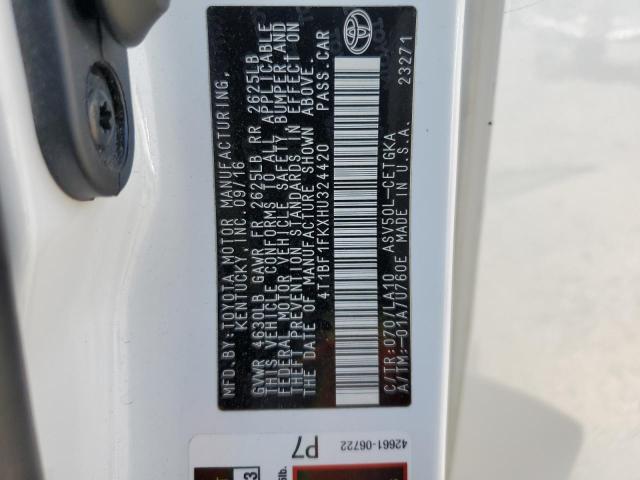 MFD. BY: TOYOTA MOTOR MANUFACTURING,
KENTUCKY, INC. 09/16
GVWR 4630LB GAWR FR 2625LB RR 2625LB
THIS VEHICLE CONFORMS TO ALL APPLICABLE
FEDERAL MOTOR VEHICLE SAFETY, BUMPER AND
THEFT PREVENTION STANDARDS IN EFFECT ON
THE DATE OF MANUFACTURE SHOWN ABOVE.
4T1BF1FKXHU324420 PASS.CAR
C/TR:070/LA10 ASV50L-CETGKA
A/TM:-01A/U760E MADE IN U.S.A. 23271
42661-06722
P7
3